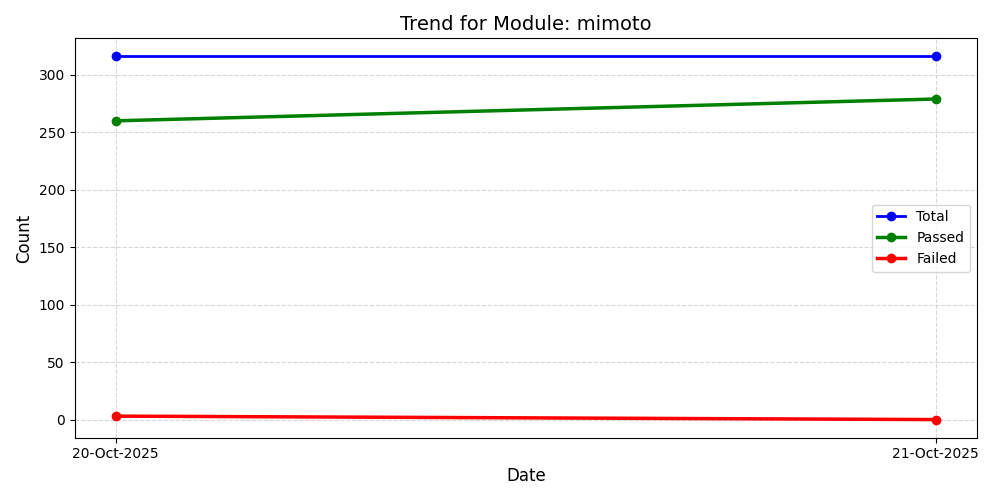 Trend for Module: mimoto
Count
300
250
200
150
100
50
0
Total
Passed
Failed
20-Oct-2025
21-Oct-2025
Date